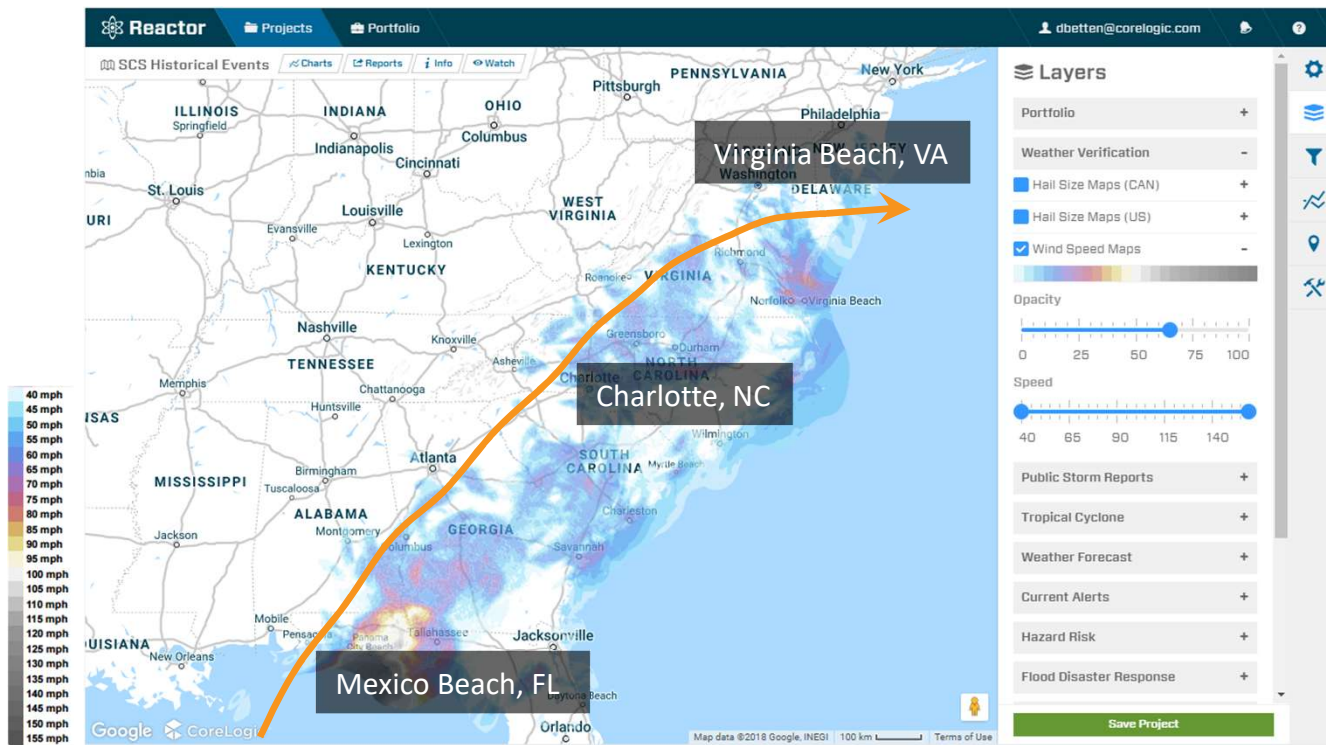 Reactor
Projects
Portfolio
dbetten@corelogic.com
?
SCS Historical Events
Charts
Reports
i Info
Watch
PENNSYLVANIA
New York
Pittsburgh
ILLINOIS
INDIANA
OHIO
Philadelphia
Springfield
Columbus
Indianapolis
Cincinnati
Virginia Beach, VA
Washington
DELAWARE
mbia
St. Louis
WEST
VIRGINIA
Louisville
URI
Evansville
Lexington
Richmond
KENTUCKY
Roanoke
VIRGINIA
Norfolk
Virginia Beach
Nashville
Greensboro
Knoxville
Durham
TENNESSEE
Asheville
NORTH
CAROLINA
Charlotte
Memphis
Chattanooga
Charlotte, NC
Huntsville
NSAS
Wilmington
Atlanta
SOUTH
CAROLINA
Myrtle Beach
Birmingham
MISSISSIPPI
Tuscaloosa
ALABAMA
Charleston
Jackson
Montgomery
GEORGIA
Columbus
Savannah
Mobile
Pensacola
Panama
City Beach
Tallahassee
Jacksonville
OUISIANA
New Orleans
Mexico Beach, FL
Daytona Beach
Orlando
Google
CoreLogic
Map data ©2018 Google, INEGI
100 km
Terms of Use
40 mph
45 mph
50 mph
55 mph
60 mph
65 mph
70 mph
75 mph
80 mph
85 mph
90 mph
95 mph
100 mph
105 mph
110 mph
115 mph
120 mph
125 mph
130 mph
135 mph
140 mph
145 mph
150 mph
155 mph
Layers
Portfolio +
Weather Verification -
Hail Size Maps (CAN) +
Hail Size Maps (US) +
Wind Speed Maps -
Opacity
0 25 50 75 100
Speed
40 65 90 115 140
Public Storm Reports +
Tropical Cyclone +
Weather Forecast +
Current Alerts +
Hazard Risk +
Flood Disaster Response +
Save Project